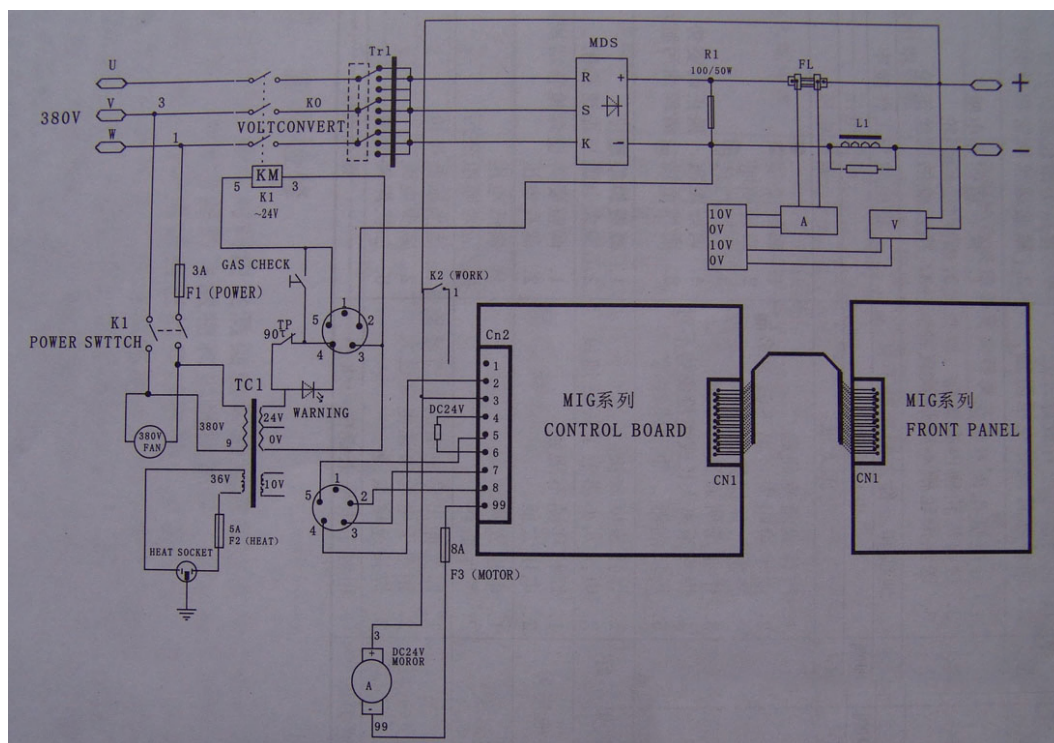 U
Tr1
MDS
R1
100/50W
FL
R
+
+
V
3
380V
K0
VOLTCONVERT
S
L1
W
1
K
−
−
5
KM
3
K1
~24V
10V
0V
10V
0V
A
V
GAS CHECK
K2 (WORK)
1
3A
F1 (POWER)
1
5
2
K1
POWER SWTTCH
TP
90℃
4
3
Cn2
1
TC1
2
WARNING
3
MIG系列
MIG系列
380V
24V
DC24V
4
CONTROL BOARD
FRONT PANEL
380V
FAN
9
0V
5
6
36V
10V
7
CN1
CN1
1
5
2
8
4
3
99
5A
F2 (HEAT)
HEAT SOCKET
8A
F3 (MOTOR)
3
+
DC24V
MOROR
A
-
99